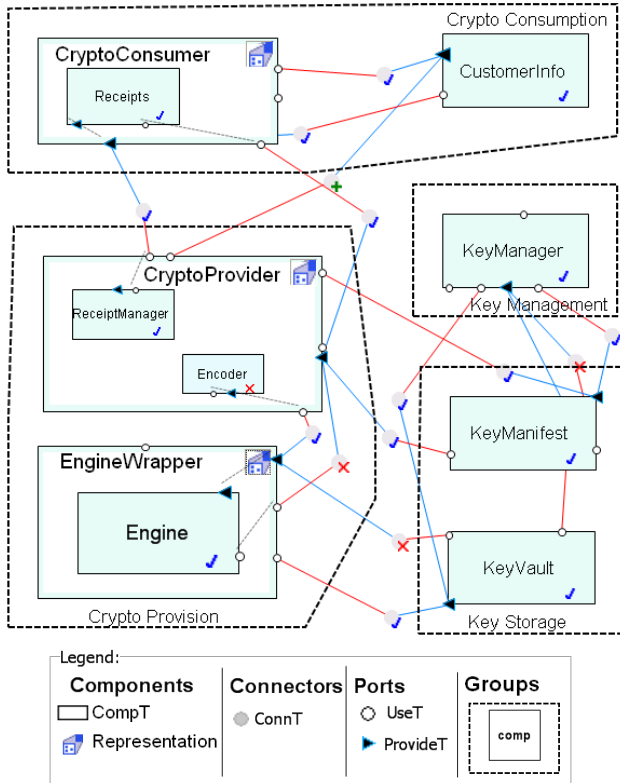 Crypto Consumption
CryptoConsumer
Receipts
CustomerInfo
KeyManager
Key Management
CryptoProvider
ReceiptManager
Encoder
KeyManifest
EngineWrapper
Engine
KeyVault
Crypto Provision
Key Storage
Legend:
Components
CompT
Representation
Connectors
ConnT
Ports
UseT
ProvideT
Groups
comp